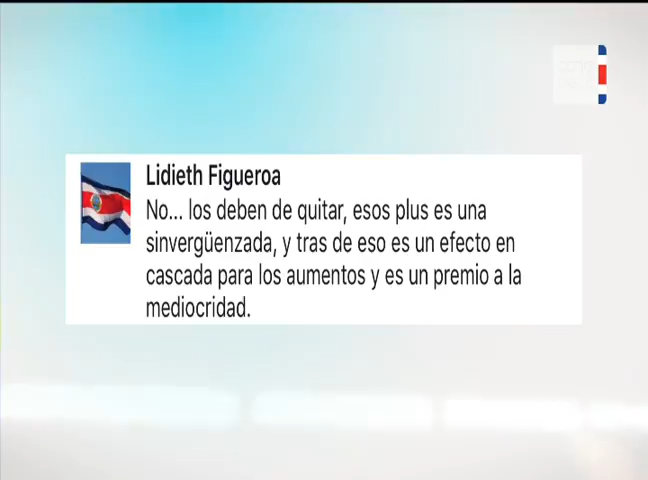 Lidieth Figueroa
No... los deben de quitar, esos plus es una
sinvergüenzada, y tras de eso es un efecto en
cascada para los aumentos y es un premio a la
mediocridad.